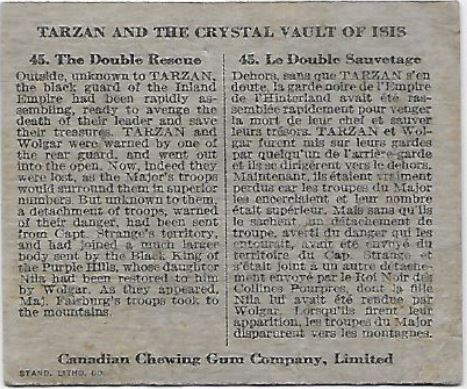 TARZAN AND THE CRYSTAL VAULT OF ISIS
45. The Double Rescue
Outside, unknown to TARZAN,
the black guard of the Inland
Empire had been rapidly as-
sembling, ready to avenge the
death of their leader and save
their treasures. TARZAN and
Wolgar were warned by one of
the rear guard, and went out
into the open. Now, indeed they
were lost, as the Major's troops
would surround them in superior
numbers. But unknown to them,
a detachment of troops, warned
of their danger, had been sent
from Capt. Strange's territory,
and had joined a much larger
body sent by the Black King of
the Purple Hills, whose daughter
Nila had been restored to him
by Wolgar. As they appeared,
Maj. Faisburg's troops took to
the mountains.
45. Le Double Sauvetage
Dehors, sans que TARZAN s'en
doute, la garde noire de l'Empire
de l'Hinterland avait été ras-
semblée rapidement pour venger
la mort de leur chef et sauver
leurs trésors. TARZAN et Wol-
gar furent mis sur leurs gardes
par quelqu'un de l'arrière-garde
et ils se dirigèrent vers le dehors.
Maintenant, ils étaient vraiment
perdus car les troupes du Major
les encerclaient et leur nombre
était supérieur. Mais sans qu'ils
le sachent, un détachement de
troupe, averti du danger qui les
entourait, avait été envoyé du
territoire du Cap. Strange et
s'était joint à un autre détache-
ment envoyé par le Roi Noir des
Collines Pourpres, dont la fille
Nila lui avait été rendue par
Wolgar. Lorsqu'ils firent leur
apparition, les troupes du Major
disparurent vers les montagnes.
Canadian Chewing Gum Company, Limited
STAND. LITHO. CO.